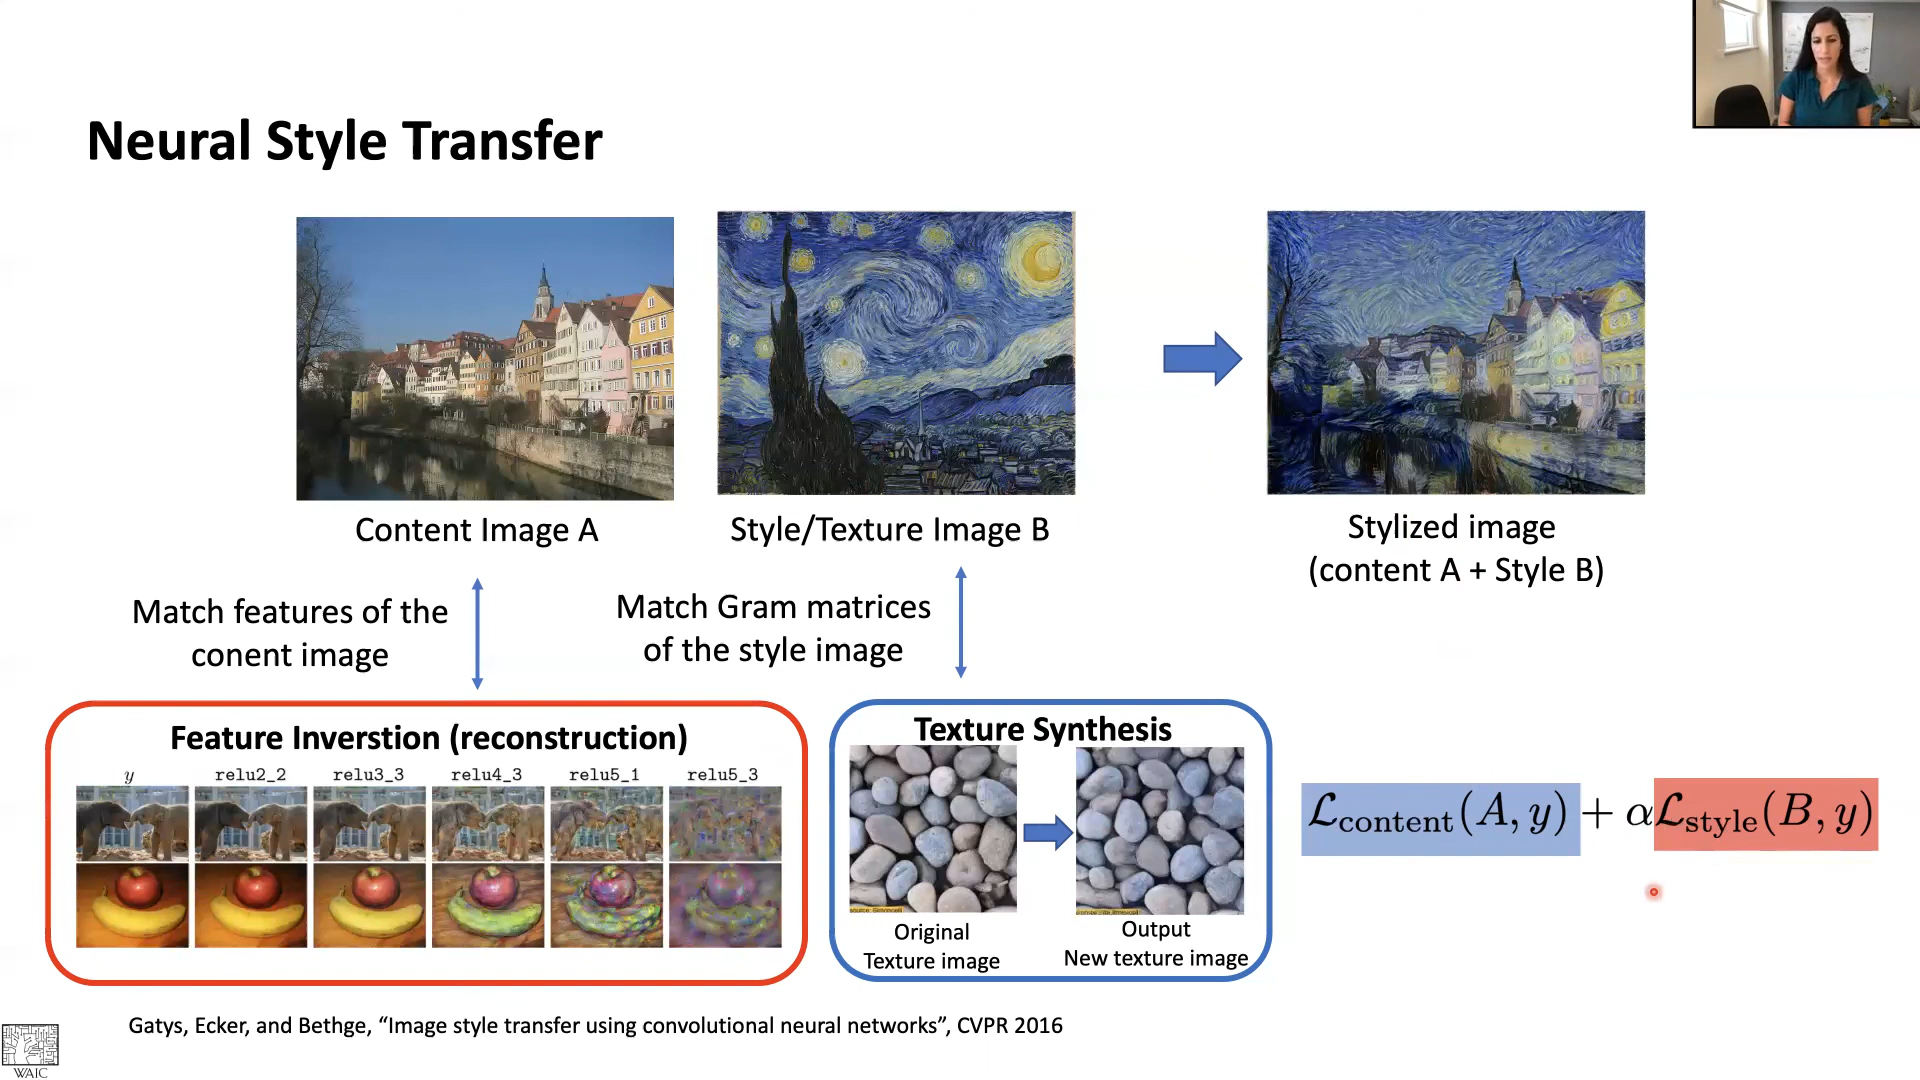 Neural Style Transfer
Content Image A
Style/Texture Image B
Stylized image
(content A + Style B)
Match features of the
conent image
Match Gram matrices
of the style image
Feature Inverstion (reconstruction)
y relu2_2 relu3_3 relu4_3 relu5_1 relu5_3
Texture Synthesis
Original
Texture image
Output
New texture image
ℒcontent(A, y) + αℒstyle(B, y)
Gatys, Ecker, and Bethge, “Image style transfer using convolutional neural networks”, CVPR 2016
WAIC